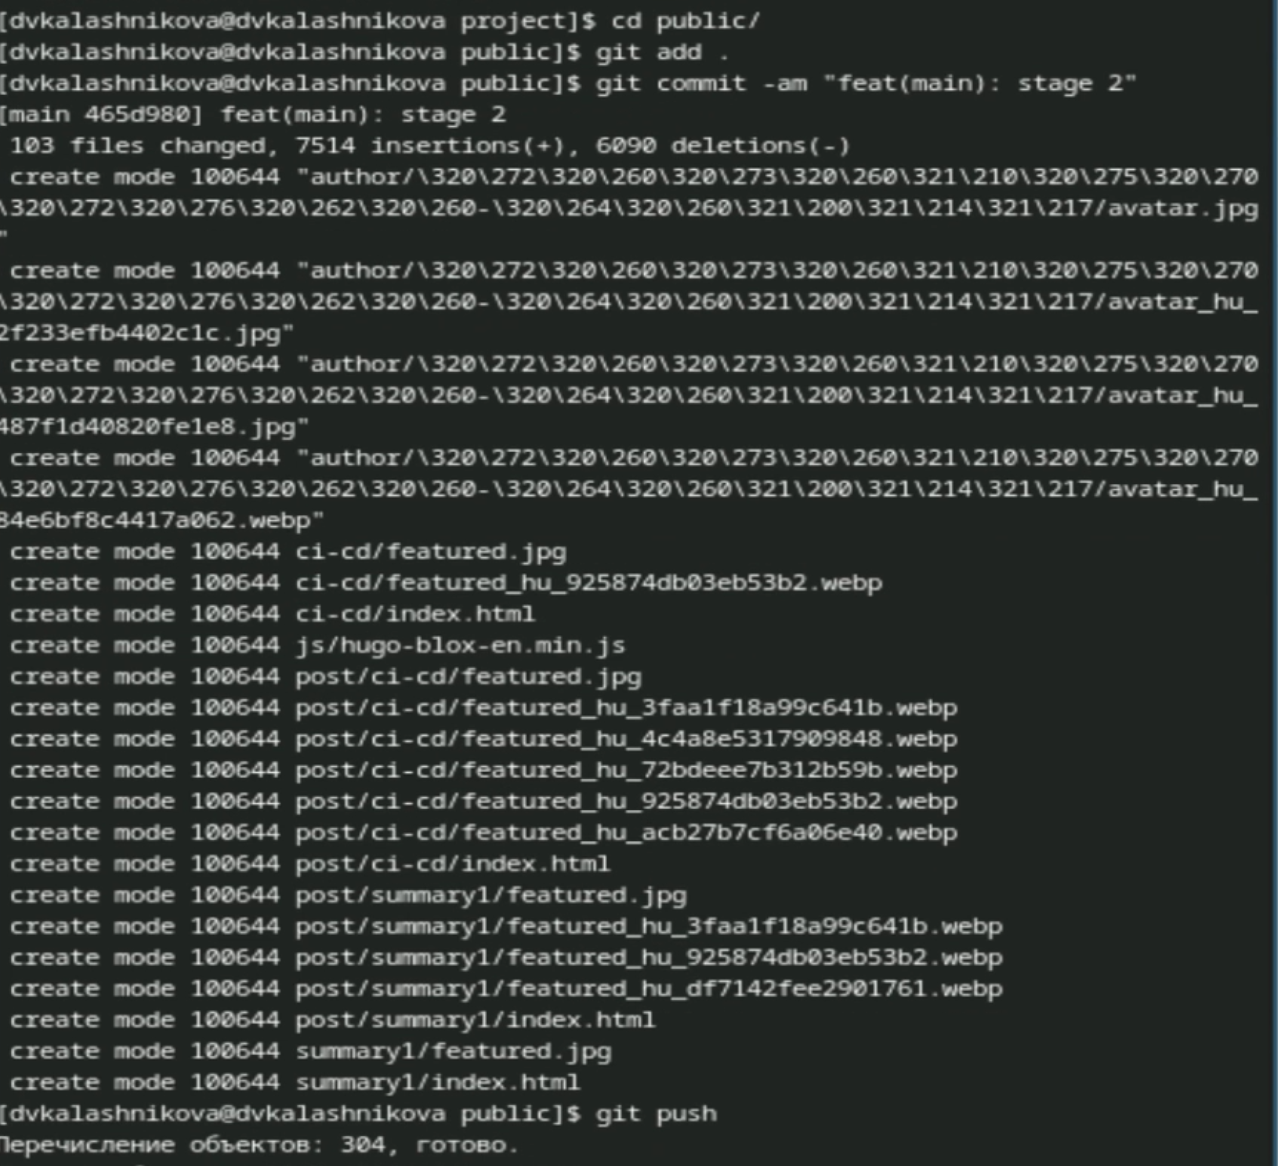 [dvkalashnikova@dvkalashnikova project]$ cd public/
[dvkalashnikova@dvkalashnikova public]$ git add .
[dvkalashnikova@dvkalashnikova public]$ git commit -am "feat(main): stage 2"
[main 465d980] feat(main): stage 2
103 files changed, 7514 insertions(+), 6090 deletions(-)
create mode 100644 "author/\320\272\320\260\320\273\320\260\321\210\320\275\320\270
\320\272\320\276\320\262\320\260-\320\264\320\260\321\200\321\214\321\217/avatar.jpg
"
create mode 100644 "author/\320\272\320\260\320\273\320\260\321\210\320\275\320\270
\320\272\320\276\320\262\320\260-\320\264\320\260\321\200\321\214\321\217/avatar_hu_
2f233efb4402c1c.jpg"
create mode 100644 "author/\320\272\320\260\320\273\320\260\321\210\320\275\320\270
\320\272\320\276\320\262\320\260-\320\264\320\260\321\200\321\214\321\217/avatar_hu_
487f1d40820fe1e8.jpg"
create mode 100644 "author/\320\272\320\260\320\273\320\260\321\210\320\275\320\270
\320\272\320\276\320\262\320\260-\320\264\320\260\321\200\321\214\321\217/avatar_hu_
84e6bf8c4417a062.webp"
create mode 100644 ci-cd/featured.jpg
create mode 100644 ci-cd/featured_hu_925874db03eb53b2.webp
create mode 100644 ci-cd/index.html
create mode 100644 js/hugo-blox-en.min.js
create mode 100644 post/ci-cd/featured.jpg
create mode 100644 post/ci-cd/featured_hu_3faa1f18a99c641b.webp
create mode 100644 post/ci-cd/featured_hu_4c4a8e5317909848.webp
create mode 100644 post/ci-cd/featured_hu_72bdeee7b312b59b.webp
create mode 100644 post/ci-cd/featured_hu_925874db03eb53b2.webp
create mode 100644 post/ci-cd/featured_hu_acb27b7cf6a06e40.webp
create mode 100644 post/ci-cd/index.html
create mode 100644 post/summary1/featured.jpg
create mode 100644 post/summary1/featured_hu_3faa1f18a99c641b.webp
create mode 100644 post/summary1/featured_hu_925874db03eb53b2.webp
create mode 100644 post/summary1/featured_hu_df7142fee2901761.webp
create mode 100644 post/summary1/index.html
create mode 100644 summary1/featured.jpg
create mode 100644 summary1/index.html
[dvkalashnikova@dvkalashnikova public]$ git push
Перечисление объектов: 304, готово.